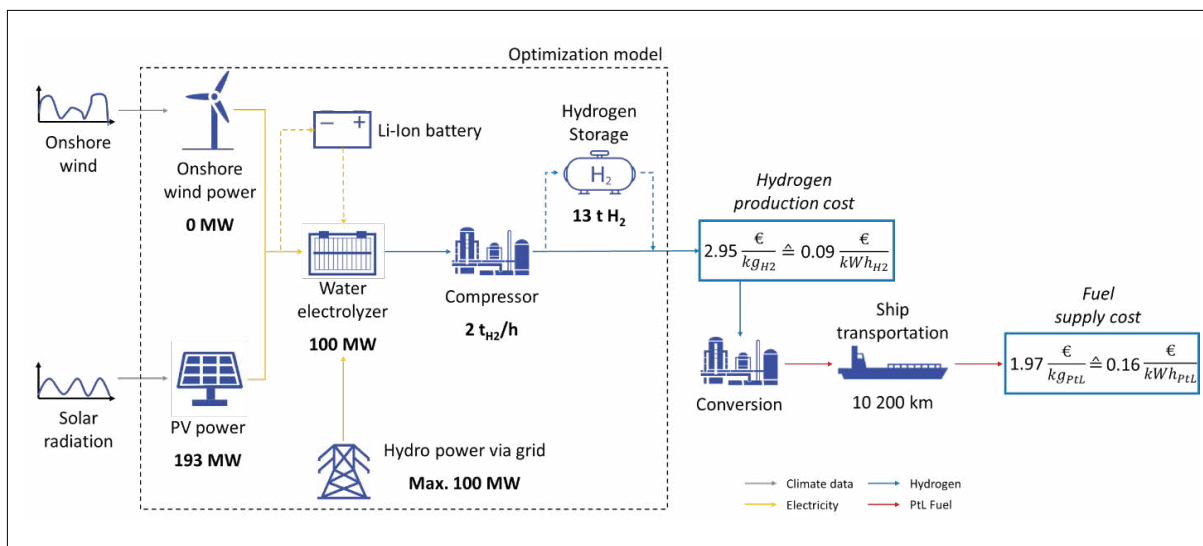 Optimization model
Onshore
wind
Onshore
wind power
0 MW
− +
Li-Ion battery
Hydrogen
Storage
H₂
13 t H₂
Water
electrolyzer
100 MW
Compressor
2 tH2/h
Hydrogen
production cost
2.95 €/kgH2 ≙ 0.09 €/kWhH2
Solar
radiation
PV power
193 MW
Hydro power via grid
Max. 100 MW
Conversion
Ship
transportation
10 200 km
Fuel
supply cost
1.97 €/kgPtL ≙ 0.16 €/kWhPtL
Climate data
Hydrogen
Electricity
PtL Fuel